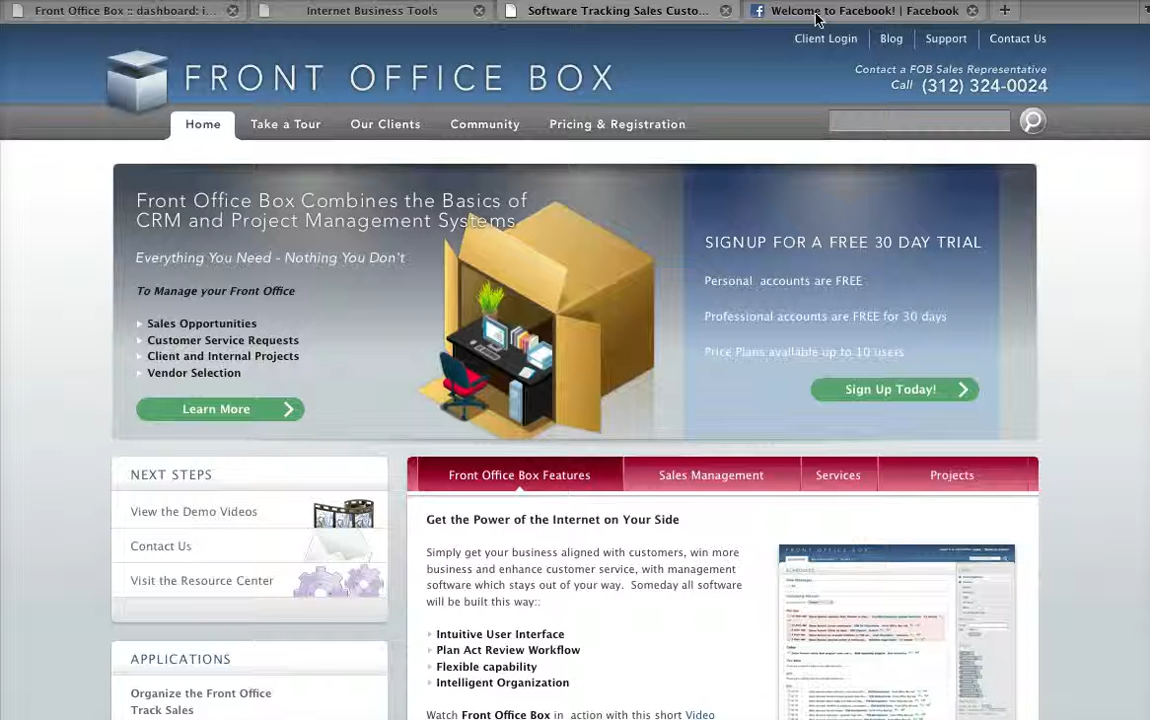 Front Office Box :: dashboard: i...
Internet Business Tools
Software Tracking Sales Custo...
Welcome to Facebook! | Facebook
Client Login
Blog
Support
Contact Us
Contact a FOB Sales Representative
Call (312) 324-0024
FRONT OFFICE BOX
Home
Take a Tour
Our Clients
Community
Pricing & Registration
Front Office Box Combines the Basics of
CRM and Project Management Systems
Everything You Need - Nothing You Don't
To Manage your Front Office
Sales Opportunities
Customer Service Requests
Client and Internal Projects
Vendor Selection
Learn More
SIGNUP FOR A FREE 30 DAY TRIAL
Personal accounts are FREE
Professional accounts are FREE for 30 days
Price Plans available up to 10 users
Sign Up Today!
NEXT STEPS
View the Demo Videos
Contact Us
Visit the Resource Center
APPLICATIONS
Organize the Front Office
Track Sales
Front Office Box Features
Sales Management
Services
Projects
Get the Power of the Internet on Your Side
Simply get your business aligned with customers, win more
business and enhance customer service, with management
software which stays out of your way. Someday all software
will be built this way::
Intuitive User Interface
Plan Act Review Workflow
Flexible capability
Intelligent Organization
Watch Front Office Box in action with this short Video